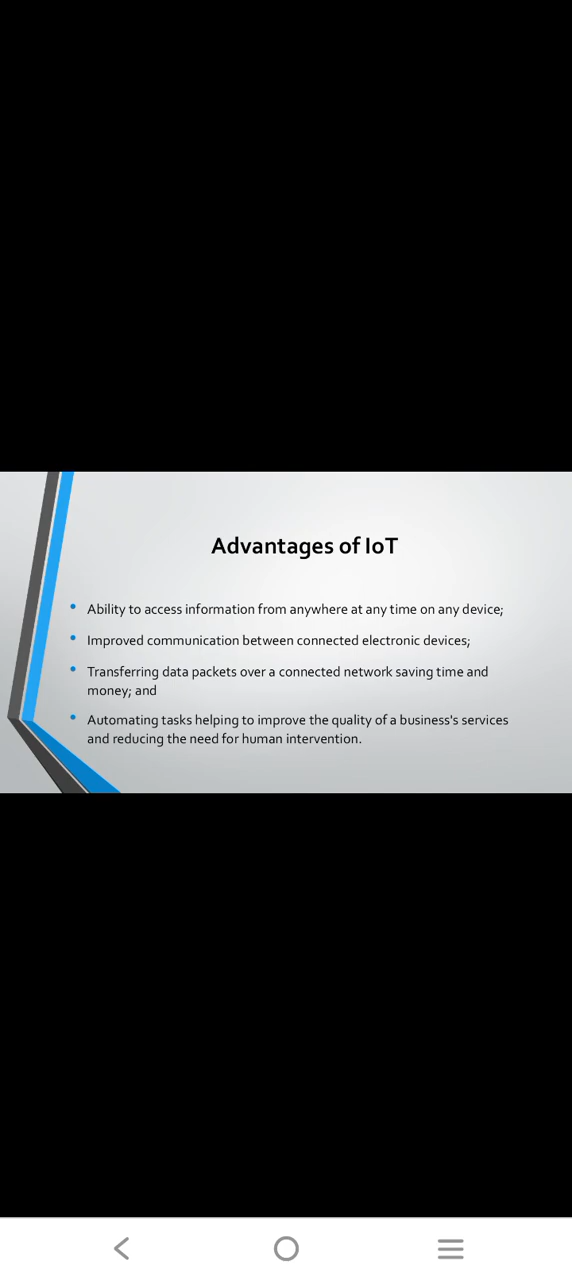 Advantages of IoT
• Ability to access information from anywhere at any time on any device;
• Improved communication between connected electronic devices;
• Transferring data packets over a connected network saving time and
money; and
• Automating tasks helping to improve the quality of a business's services
and reducing the need for human intervention.